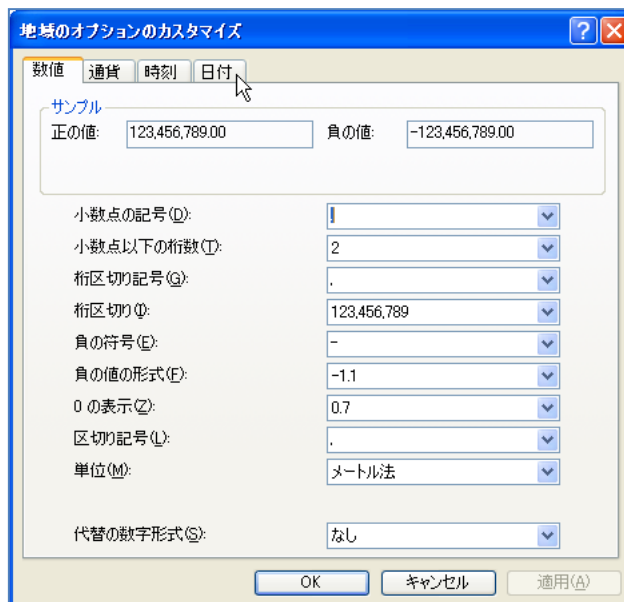 地域のオプションのカスタマイズ
数値 通貨 時刻 日付
サンプル
正の値: 123,456,789.00 負の値: -123,456,789.00
小数点の記号(D): .
小数点以下の桁数(T): 2
桁区切り記号(G): ,
桁区切り(I): 123,456,789
負の符号(E): -
負の値の形式(F): -1.1
0 の表示(Z): 0.7
区切り記号(L): ,
単位(M): メートル法
代替の数字形式(S): なし
OK キャンセル 適用(A)